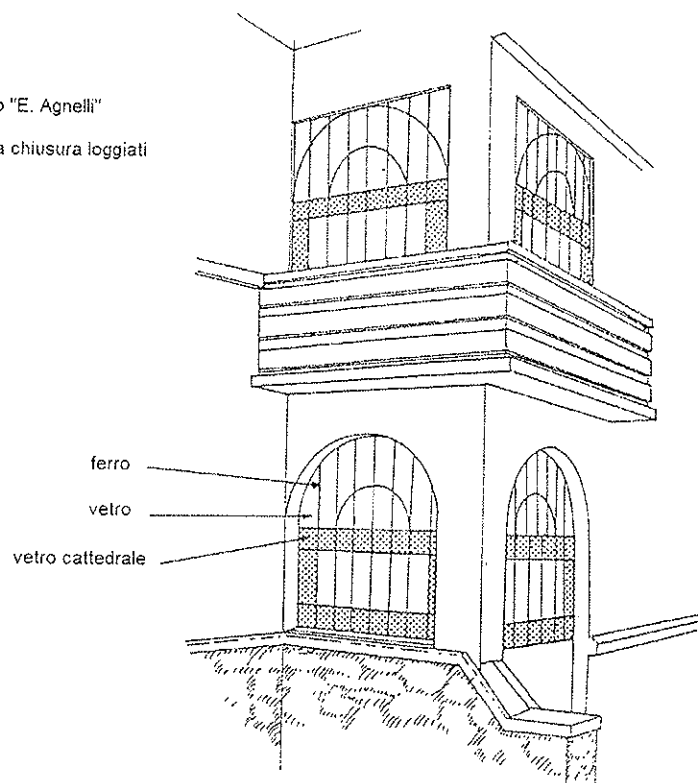 o "E. Agnelli"
a chiusura loggiati
ferro
vetro
vetro cattedrale